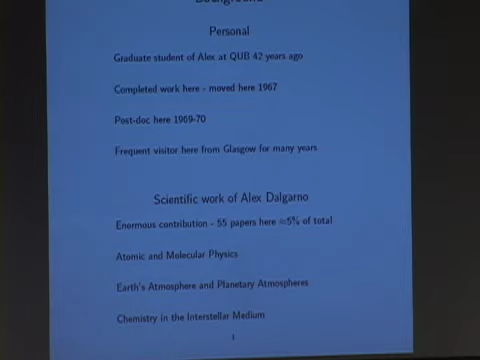 Background
Personal
Graduate student of Alex at QUB 42 years ago
Completed work here - moved here 1967
Post-doc here 1969-70
Frequent visitor here from Glasgow for many years
Scientific work of Alex Dalgarno
Enormous contribution - 55 papers here ≈5% of total
Atomic and Molecular Physics
Earth's Atmosphere and Planetary Atmospheres
Chemistry in the Interstellar Medium
1